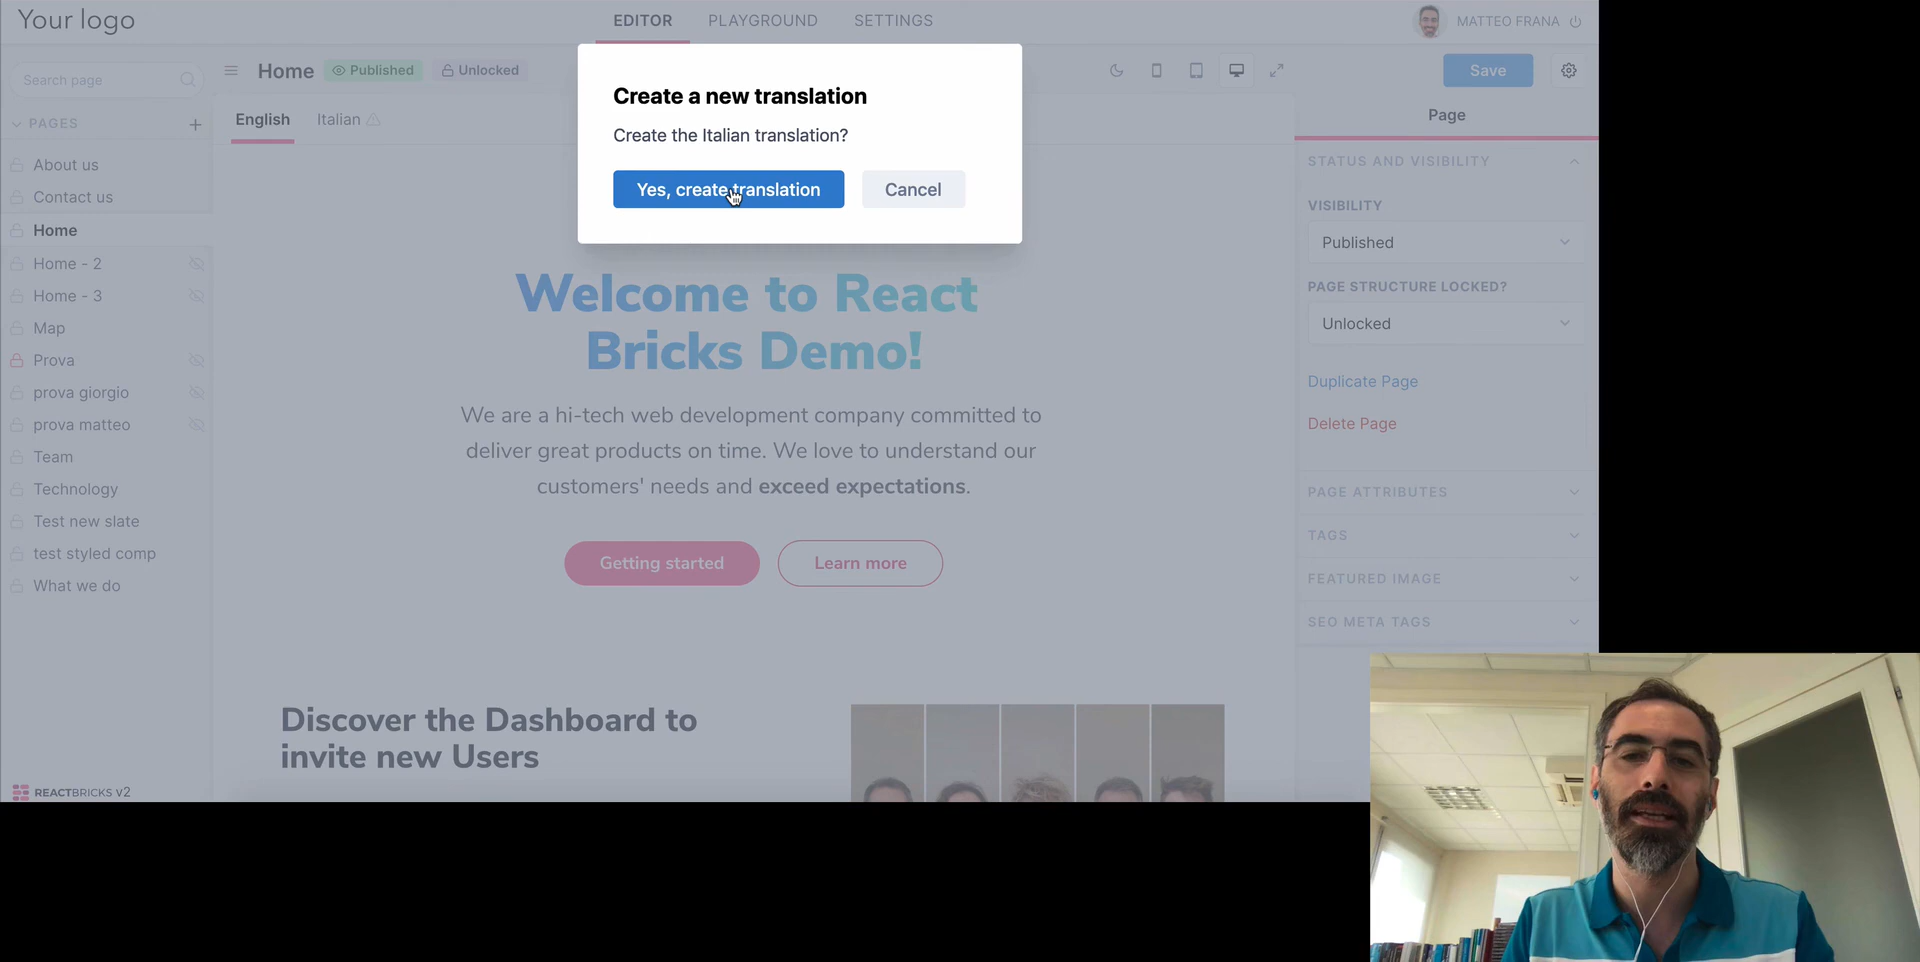 Your logo
EDITOR
PLAYGROUND
SETTINGS
MATTEO FRANA
Search page
Home
Published
Unlocked
Save
PAGES
English
Italian
Page
About us
Contact us
Home
Home - 2
Home - 3
Map
Prova
prova giorgio
prova matteo
Team
Technology
Test new slate
test styled comp
What we do
REACTBRICKS v2
Create a new translation
Create the Italian translation?
Yes, create translation
Cancel
Welcome to React
Bricks Demo!
We are a hi-tech web development company committed to
deliver great products on time. We love to understand our
customers' needs and exceed expectations.
Getting started
Learn more
Discover the Dashboard to
invite new Users
STATUS AND VISIBILITY
VISIBILITY
Published
PAGE STRUCTURE LOCKED?
Unlocked
Duplicate Page
Delete Page
PAGE ATTRIBUTES
TAGS
FEATURED IMAGE
SEO META TAGS